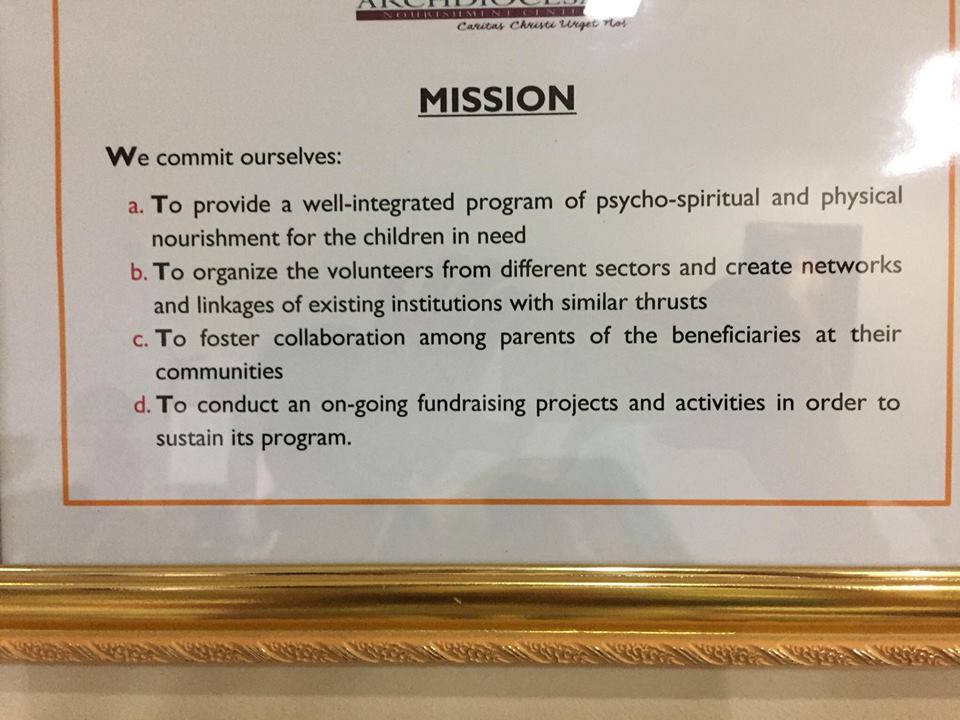 NOURISHMENT CENTER
Caritas Christi Urget Nos
MISSION
We commit ourselves:
a. To provide a well-integrated program of psycho-spiritual and physical
nourishment for the children in need
b. To organize the volunteers from different sectors and create networks
and linkages of existing institutions with similar thrusts
c. To foster collaboration among parents of the beneficiaries at their
communities
d. To conduct an on-going fundraising projects and activities in order to
sustain its program.